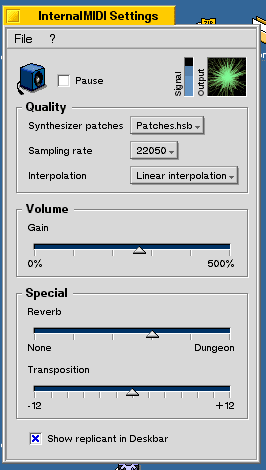 InternalMIDI Settings
File ?
Pause
Signal
Output
Quality
Synthesizer patches Patches.hsb
Sampling rate 22050
Interpolation Linear interpolation
Volume
Gain
0% 500%
Special
Reverb
None Dungeon
Transposition
-12 +12
Show replicant in Deskbar